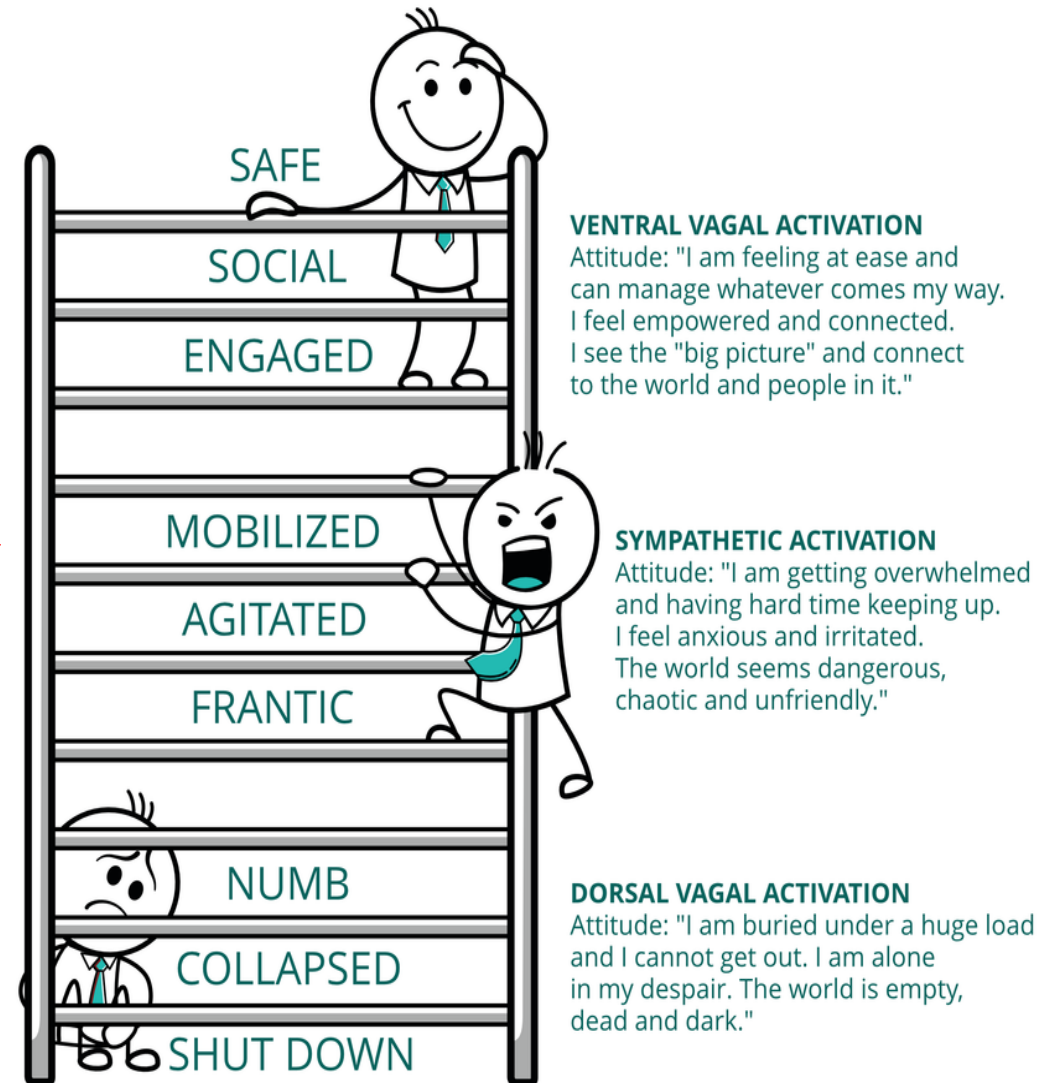 SAFE
SOCIAL
ENGAGED
VENTRAL VAGAL ACTIVATION
Attitude: "I am feeling at ease and
can manage whatever comes my way.
I feel empowered and connected.
I see the "big picture" and connect
to the world and people in it."
MOBILIZED
AGITATED
FRANTIC
SYMPATHETIC ACTIVATION
Attitude: "I am getting overwhelmed
and having hard time keeping up.
I feel anxious and irritated.
The world seems dangerous,
chaotic and unfriendly."
NUMB
COLLAPSED
SHUT DOWN
DORSAL VAGAL ACTIVATION
Attitude: "I am buried under a huge load
and I cannot get out. I am alone
in my despair. The world is empty,
dead and dark."